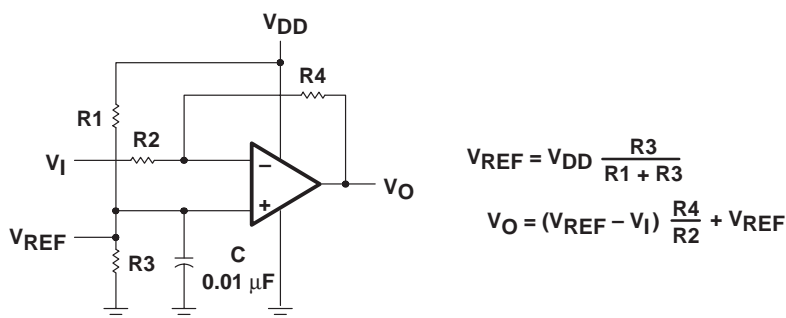 VDD
R4
R1
R2
VI
−
+
VO
VREF
R3
C
0.01 μF
VREF = VDD R3 / R1 + R3
VO = (VREF − VI) R4 / R2 + VREF